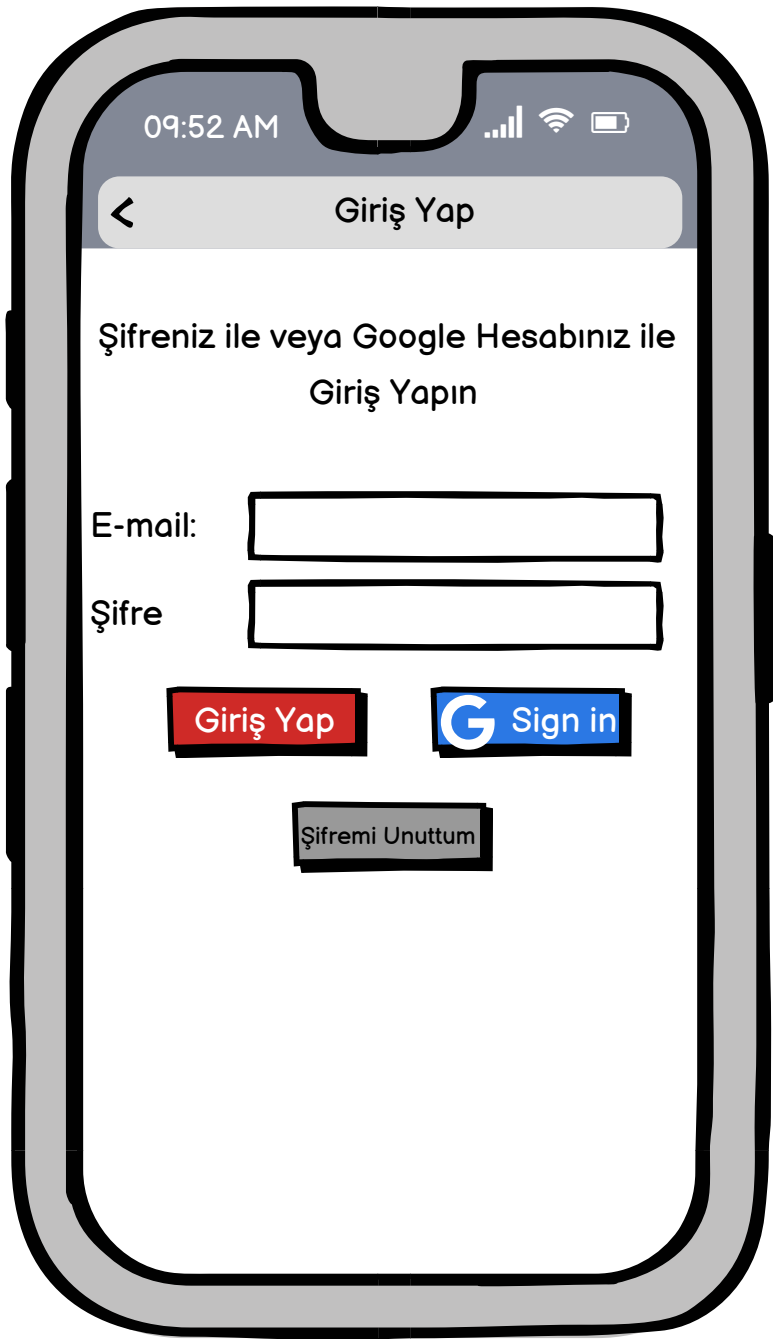 09:52 AM
Giriş Yap
Şifreniz ile veya Google Hesabınız ile
Giriş Yapın
E-mail:
Şifre
Giriş Yap
G Sign in
Şifremi Unuttum